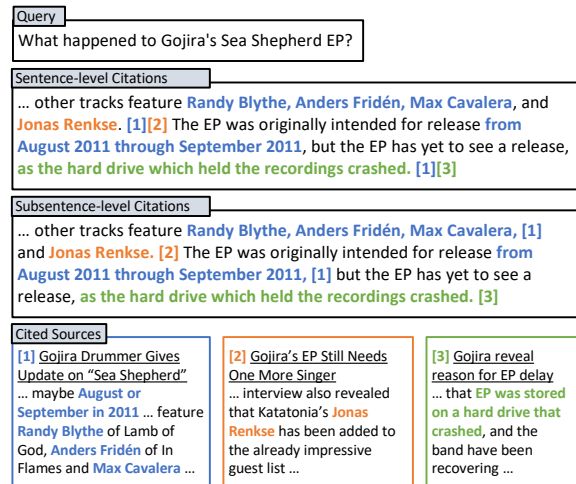 Query
What happened to Gojira's Sea Shepherd EP?
Sentence-level Citations
... other tracks feature Randy Blythe, Anders Fridén, Max Cavalera, and
Jonas Renkse. [1][2] The EP was originally intended for release from
August 2011 through September 2011, but the EP has yet to see a release,
as the hard drive which held the recordings crashed. [1][3]
Subsentence-level Citations
... other tracks feature Randy Blythe, Anders Fridén, Max Cavalera, [1]
and Jonas Renkse. [2] The EP was originally intended for release from
August 2011 through September 2011, [1] but the EP has yet to see a
release, as the hard drive which held the recordings crashed. [3]
Cited Sources
[1] Gojira Drummer Gives
Update on “Sea Shepherd”
... maybe August or
September in 2011 ... feature
Randy Blythe of Lamb of
God, Anders Fridén of In
Flames and Max Cavalera ...
[2] Gojira’s EP Still Needs
One More Singer
... interview also revealed
that Katatonia’s Jonas
Renkse has been added to
the already impressive
guest list ...
[3] Gojira reveal
reason for EP delay
... that EP was stored
on a hard drive that
crashed, and the
band have been
recovering ...